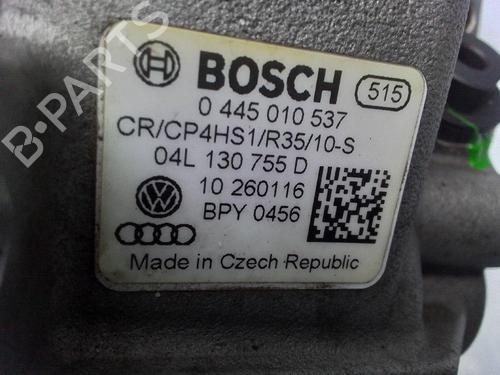 BOSCH 515
0 445 010 537
CR/CP4HS1/R35/10-S
04L 130 755 D
10 260116
BPY 0456
Made in Czech Republic
B-PARTS